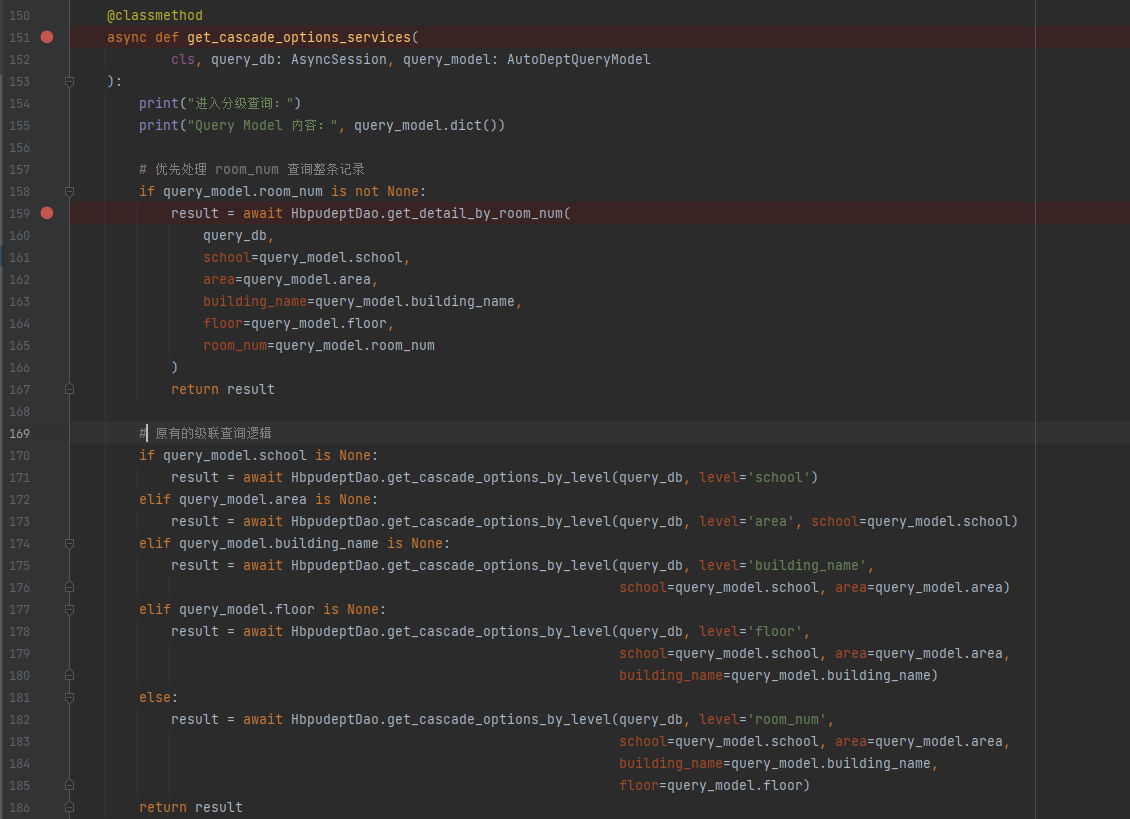 150 @classmethod
151 async def get_cascade_options_services(
152 cls, query_db: AsyncSession, query_model: AutoDeptQueryModel
153 ):
154 print("进入分级查询：")
155 print("Query Model 内容：", query_model.dict())
156
157 # 优先处理 room_num 查询整条记录
158 if query_model.room_num is not None:
159 result = await HbpudeptDao.get_detail_by_room_num(
160 query_db,
161 school=query_model.school,
162 area=query_model.area,
163 building_name=query_model.building_name,
164 floor=query_model.floor,
165 room_num=query_model.room_num
166 )
167 return result
168
169 # 原有的级联查询逻辑
170 if query_model.school is None:
171 result = await HbpudeptDao.get_cascade_options_by_level(query_db, level='school')
172 elif query_model.area is None:
173 result = await HbpudeptDao.get_cascade_options_by_level(query_db, level='area', school=query_model.school)
174 elif query_model.building_name is None:
175 result = await HbpudeptDao.get_cascade_options_by_level(query_db, level='building_name',
176 school=query_model.school, area=query_model.area)
177 elif query_model.floor is None:
178 result = await HbpudeptDao.get_cascade_options_by_level(query_db, level='floor',
179 school=query_model.school, area=query_model.area,
180 building_name=query_model.building_name)
181 else:
182 result = await HbpudeptDao.get_cascade_options_by_level(query_db, level='room_num',
183 school=query_model.school, area=query_model.area,
184 building_name=query_model.building_name,
185 floor=query_model.floor)
186 return result